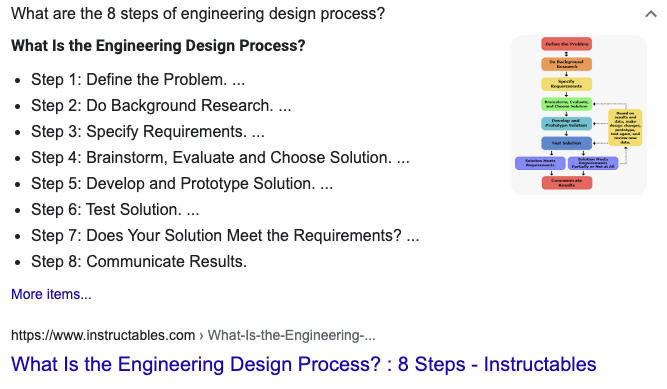 What are the 8 steps of engineering design process?
What Is the Engineering Design Process?
• Step 1: Define the Problem. ...
• Step 2: Do Background Research. ...
• Step 3: Specify Requirements. ...
• Step 4: Brainstorm, Evaluate and Choose Solution. ...
• Step 5: Develop and Prototype Solution. ...
• Step 6: Test Solution. ...
• Step 7: Does Your Solution Meet the Requirements? ...
• Step 8: Communicate Results.
More items...
https://www.instructables.com › What-Is-the-Engineering-...
What Is the Engineering Design Process? : 8 Steps - Instructables
Define the Problem
Do Background
Research
Specify
Requirements
Brainstorm, Evaluate,
and Choose Solution
Develop and
Prototype Solution
Based on
results and
data, make
design changes,
prototype,
test again, and
review new
data.
Test Solution
Solution Meets
Requirements
Solution Meets
Requirements
Partially or Not at All
Communicate
Results